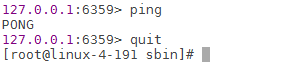 127.0.0.1:6359> ping
PONG
127.0.0.1:6359> quit
[root@linux-4-191 sbin]#